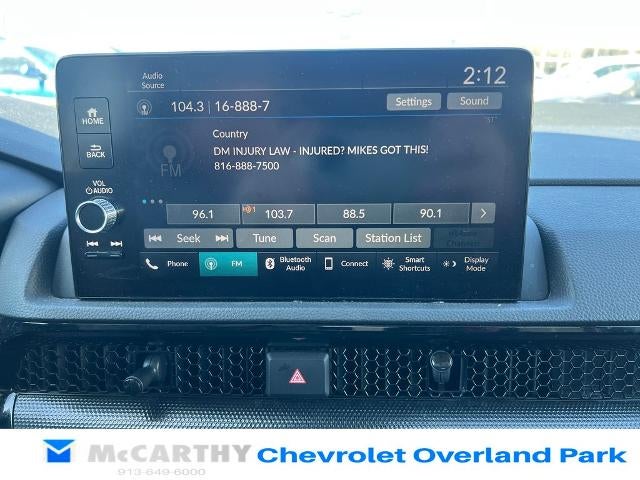 Audio
Source
2:12
104.3 16-888-7
Settings
Sound
HOME
BACK
VOL
AUDIO
Country
DM INJURY LAW - INJURED? MIKES GOT THIS!
816-888-7500
FM
96.1
1 103.7
88.5
90.1
Seek
Tune
Scan
Station List
Phone
FM
Bluetooth
Audio
Connect
Smart
Shortcuts
Display
Mode
McCARTHY Chevrolet Overland Park
913-649-6000